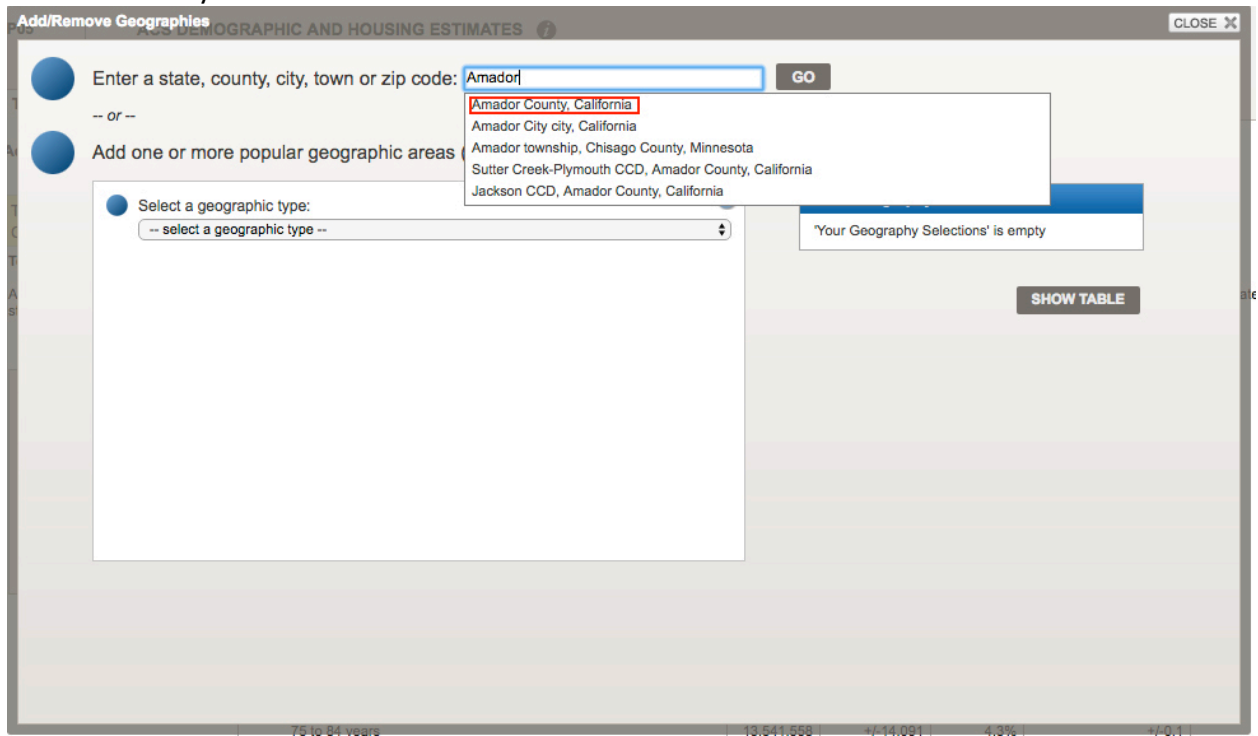 Add/Remove Geographies
ACS DEMOGRAPHIC AND HOUSING ESTIMATES
CLOSE X
Enter a state, county, city, town or zip code: Amador GO
-- or --
Amador County, California
Amador City city, California
Amador township, Chisago County, Minnesota
Sutter Creek-Plymouth CCD, Amador County, California
Jackson CCD, Amador County, California
Add one or more popular geographic areas (
Select a geographic type:
-- select a geographic type --
'Your Geography Selections' is empty
SHOW TABLE
75 to 84 years 13,541,558 +/-14,091 4.3% +/-0.1